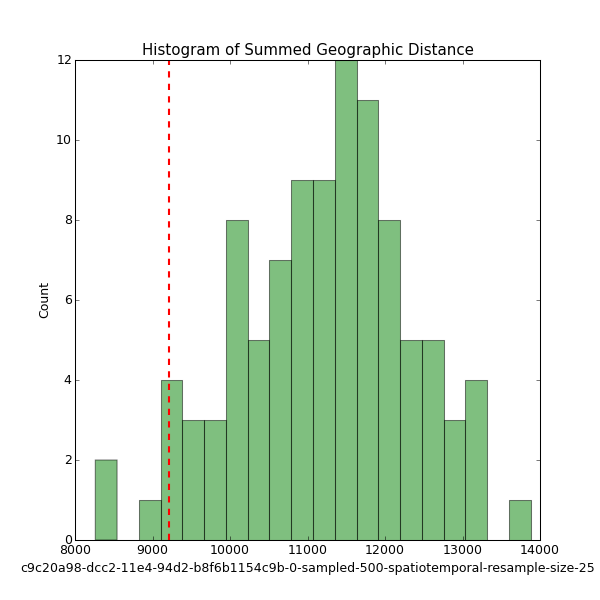 Histogram of Summed Geographic Distance
12
10
8
6
4
2
0
Count
8000 9000 10000 11000 12000 13000 14000
c9c20a98-dcc2-11e4-94d2-b8f6b1154c9b-0-sampled-500-spatiotemporal-resample-size-25